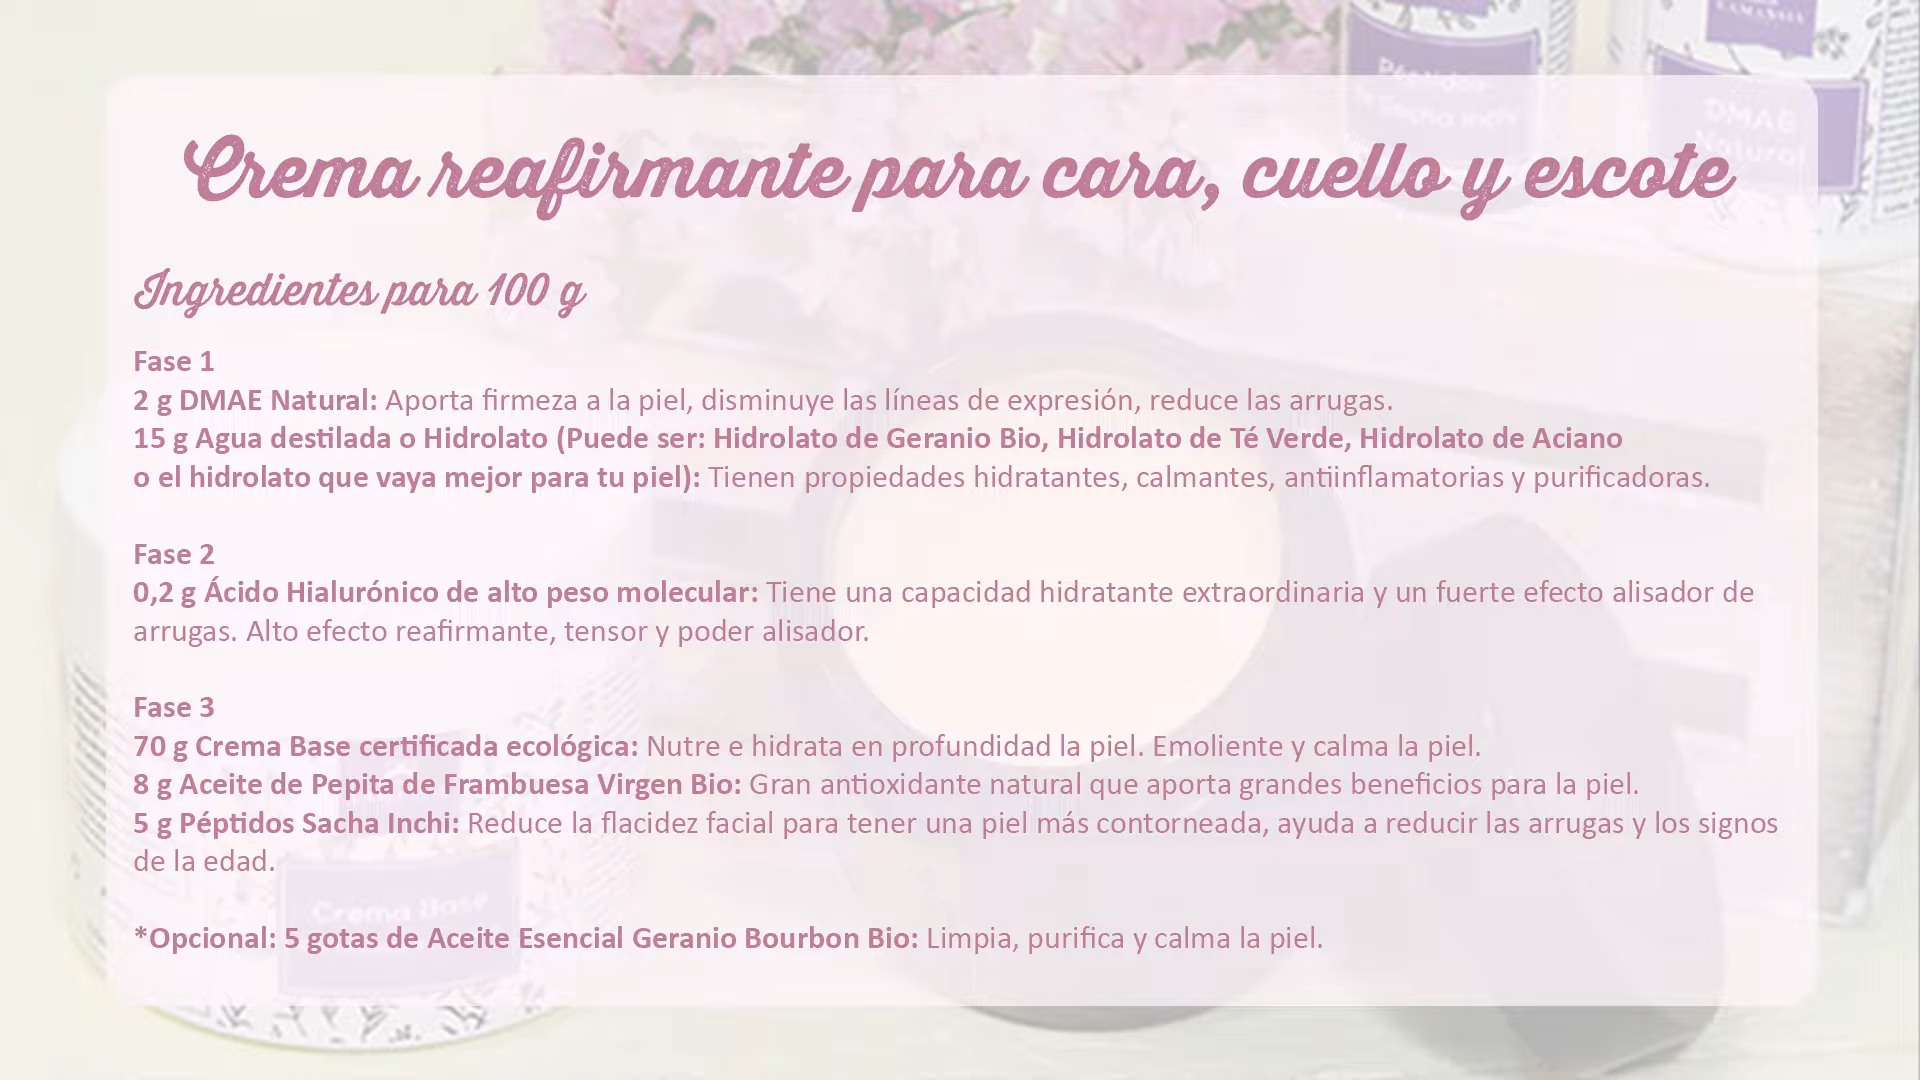 Péptidos
Sacha Inchi
DMAE
Natural
Crema reafirmante para cara, cuello y escote
Ingredientes para 100 g
Fase 1
2 g DMAE Natural: Aporta firmeza a la piel, disminuye las líneas de expresión, reduce las arrugas.
15 g Agua destilada o Hidrolato (Puede ser: Hidrolato de Geranio Bio, Hidrolato de Té Verde, Hidrolato de Aciano
o el hidrolato que vaya mejor para tu piel): Tienen propiedades hidratantes, calmantes, antiinflamatorias y purificadoras.
Fase 2
0,2 g Ácido Hialurónico de alto peso molecular: Tiene una capacidad hidratante extraordinaria y un fuerte efecto alisador de
arrugas. Alto efecto reafirmante, tensor y poder alisador.
Fase 3
70 g Crema Base certificada ecológica: Nutre e hidrata en profundidad la piel. Emoliente y calma la piel.
8 g Aceite de Pepita de Frambuesa Virgen Bio: Gran antioxidante natural que aporta grandes beneficios para la piel.
5 g Péptidos Sacha Inchi: Reduce la flacidez facial para tener una piel más contorneada, ayuda a reducir las arrugas y los signos
de la edad.
Crema Base
*Opcional: 5 gotas de Aceite Esencial Geranio Bourbon Bio: Limpia, purifica y calma la piel.